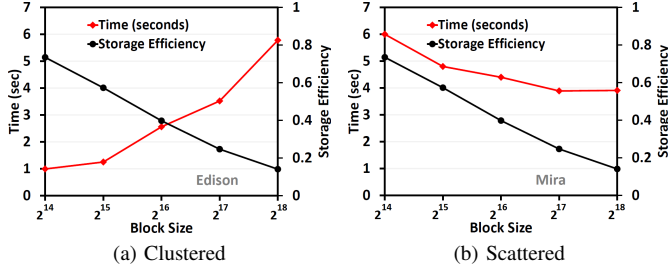 7
6
5
4
3
2
1
0
Time (sec)
1
0.8
0.6
0.4
0.2
0
Storage Efficiency
Time (seconds)
Storage Efficiency
Edison
2^14 2^15 2^16 2^17 2^18
Block Size
(a) Clustered
7
6
5
4
3
2
1
0
Time (sec)
1
0.8
0.6
0.4
0.2
0
Storage Efficiency
Time (seconds)
Storage Efficiency
Mira
2^14 2^15 2^16 2^17 2^18
Block Size
(b) Scattered